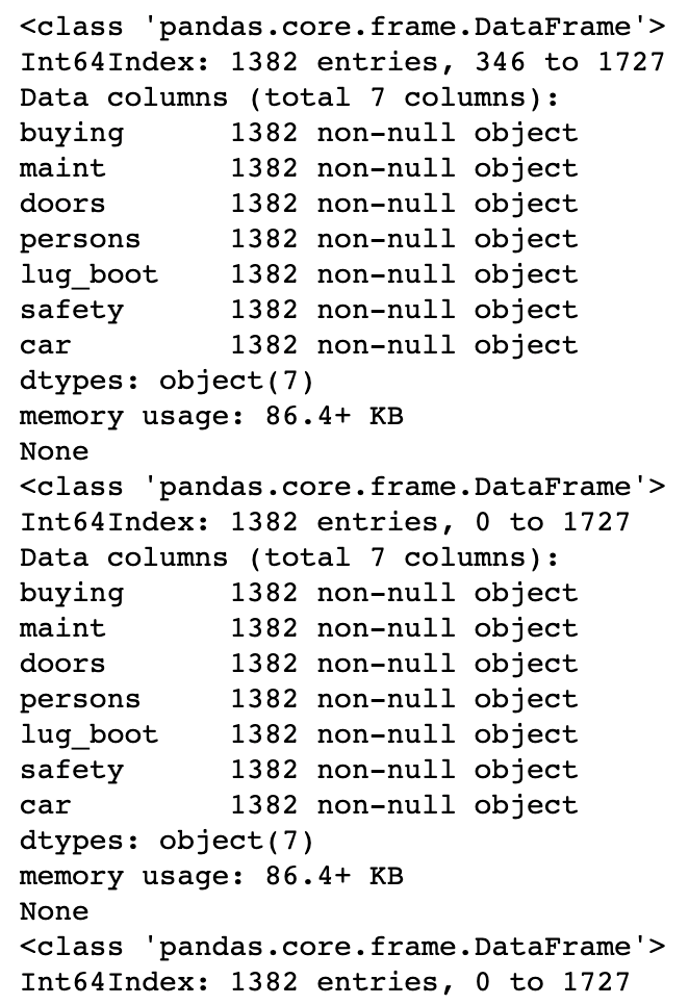 <class 'pandas.core.frame.DataFrame'>
Int64Index: 1382 entries, 346 to 1727
Data columns (total 7 columns):
buying      1382 non-null object
maint       1382 non-null object
doors       1382 non-null object
persons     1382 non-null object
lug_boot    1382 non-null object
safety      1382 non-null object
car         1382 non-null object
dtypes: object(7)
memory usage: 86.4+ KB
None
<class 'pandas.core.frame.DataFrame'>
Int64Index: 1382 entries, 0 to 1727
Data columns (total 7 columns):
buying      1382 non-null object
maint       1382 non-null object
doors       1382 non-null object
persons     1382 non-null object
lug_boot    1382 non-null object
safety      1382 non-null object
car         1382 non-null object
dtypes: object(7)
memory usage: 86.4+ KB
None
<class 'pandas.core.frame.DataFrame'>
Int64Index: 1382 entries, 0 to 1727